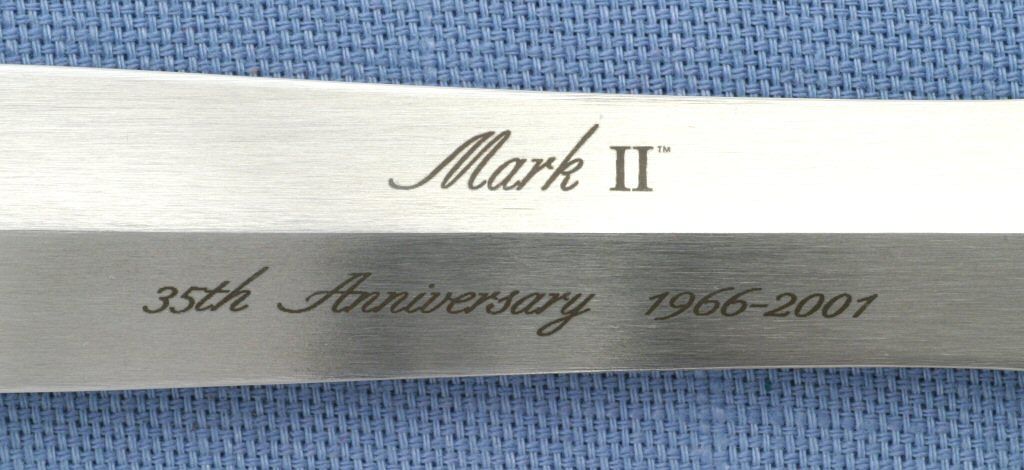 Mark II™
35th Anniversary 1966-2001